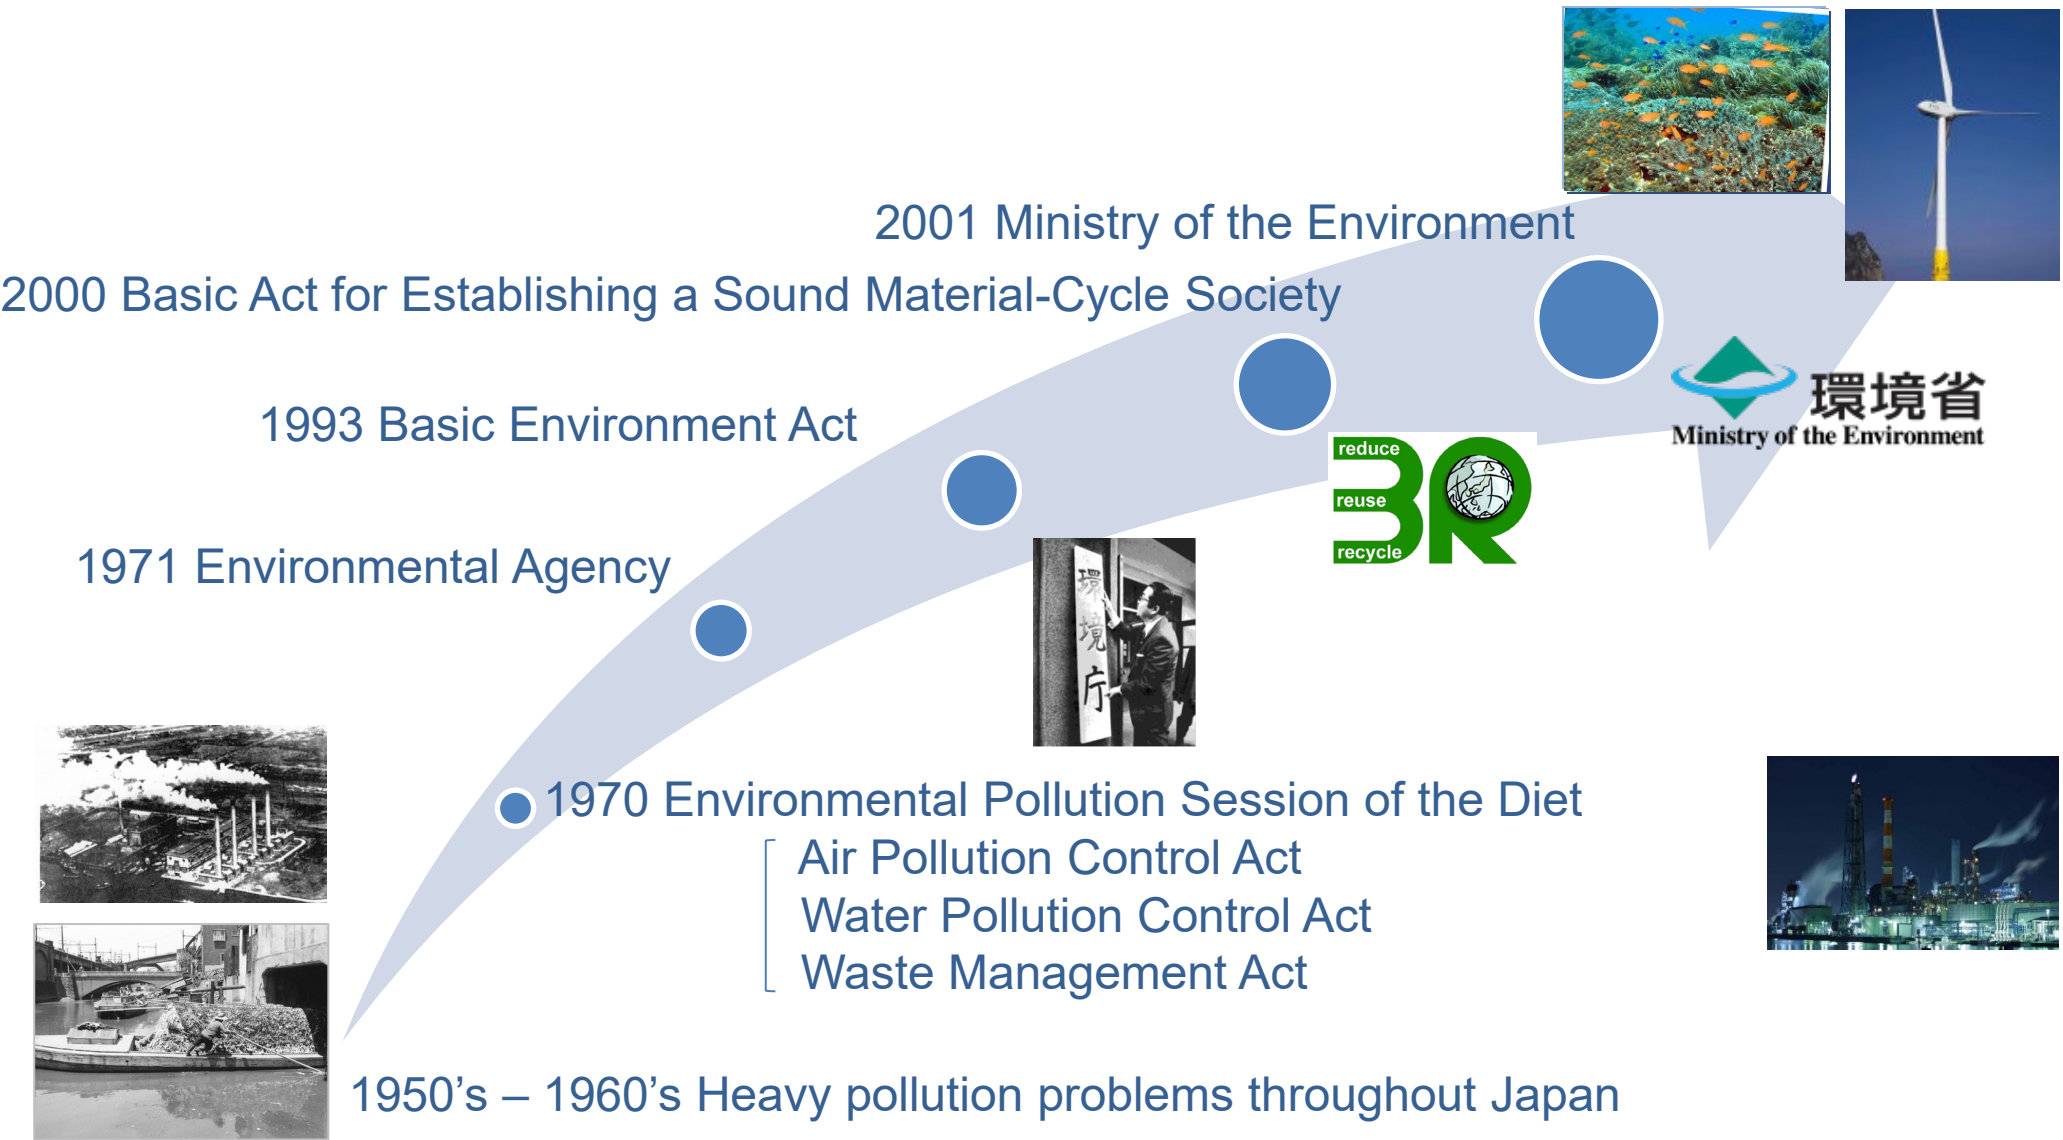 2001 Ministry of the Environment
2000 Basic Act for Establishing a Sound Material-Cycle Society
1993 Basic Environment Act
環境省
Ministry of the Environment
reduce
reuse
recycle
3R
1971 Environmental Agency
環境庁
1970 Environmental Pollution Session of the Diet
Air Pollution Control Act
Water Pollution Control Act
Waste Management Act
1950’s – 1960’s Heavy pollution problems throughout Japan